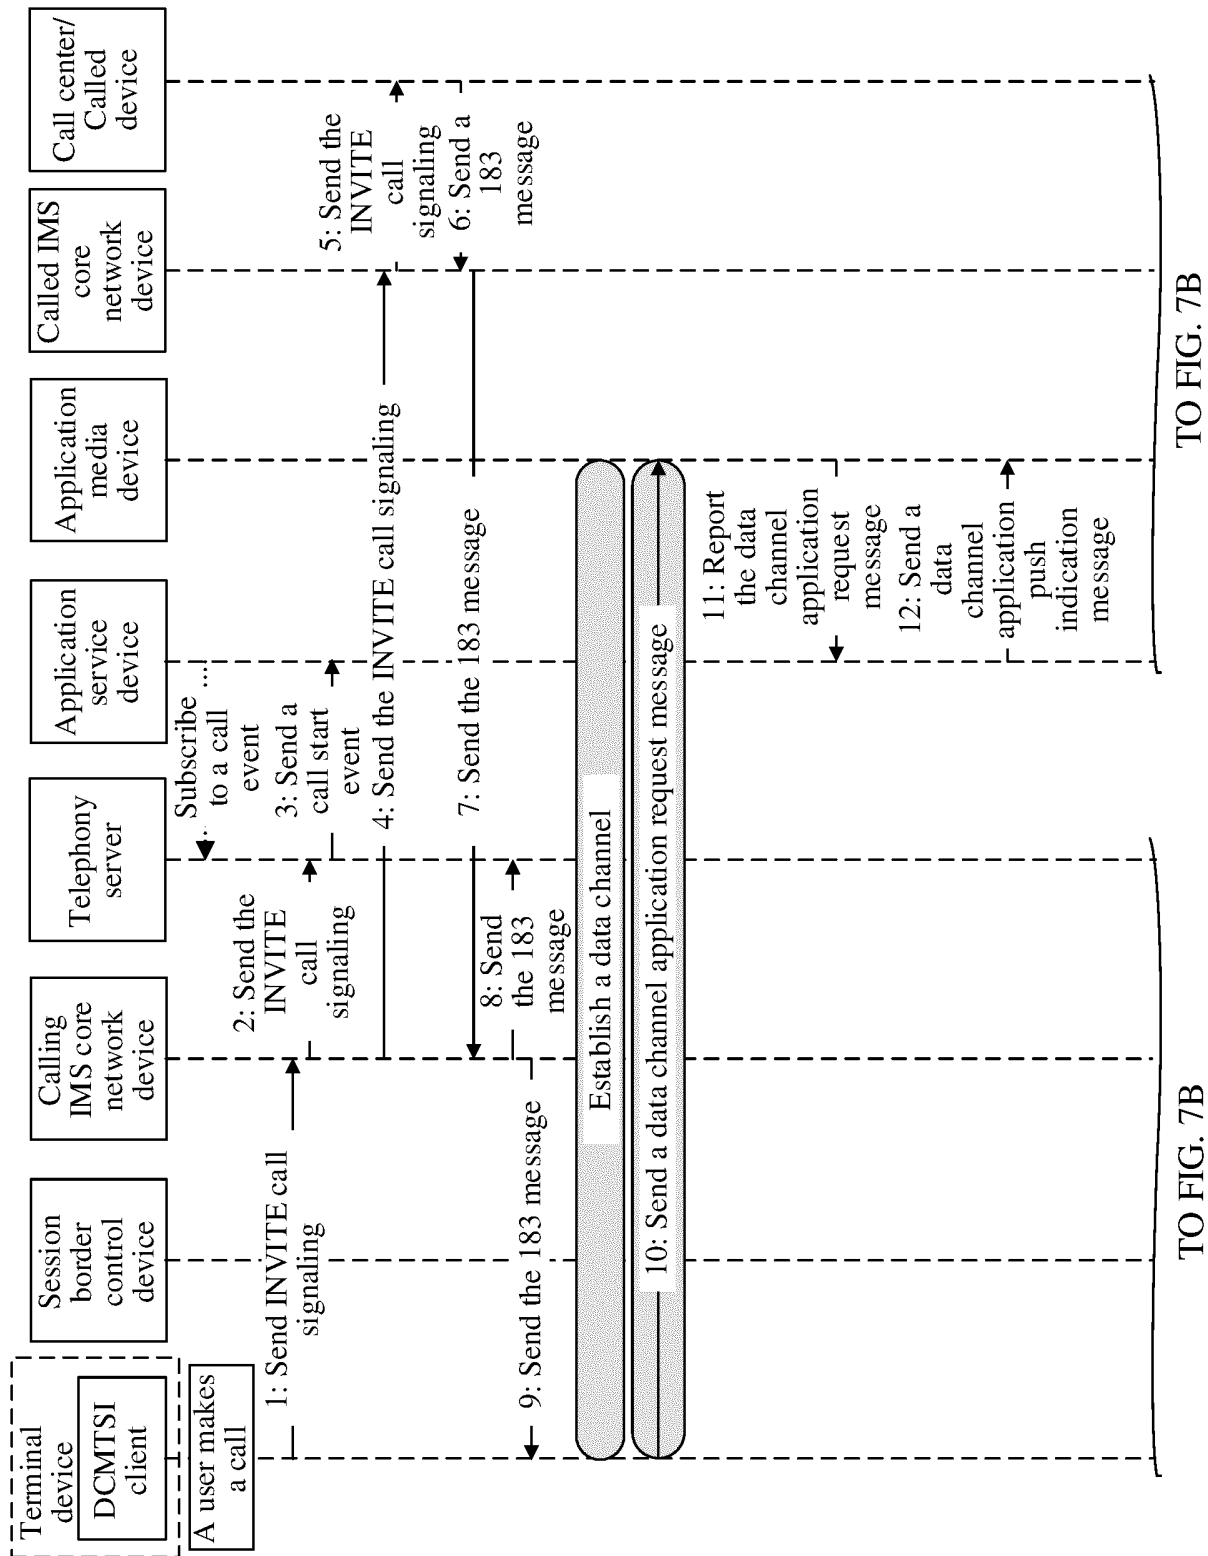 Terminal
device
DCMTSI
client
Session
border
control
device
Calling
IMS core
network
device
Telephony
server
Application
service
device
Application
media
device
Called IMS
core
network
device
Call center/
Called
device
A user makes
a call
Subscribe
to a call
event
1: Send INVITE call
signaling
2: Send the
INVITE
call
signaling
3: Send a
call start
event
4: Send the INVITE call signaling
5: Send the
INVITE
call
signaling
6: Send a
183
message
7: Send the 183 message
8: Send
the 183
message
9: Send the 183 message
Establish a data channel
10: Send a data channel application request message
11: Report
the data
channel
application
request
message
12: Send a
data
channel
application
push
indication
message
TO FIG. 7B
TO FIG. 7B